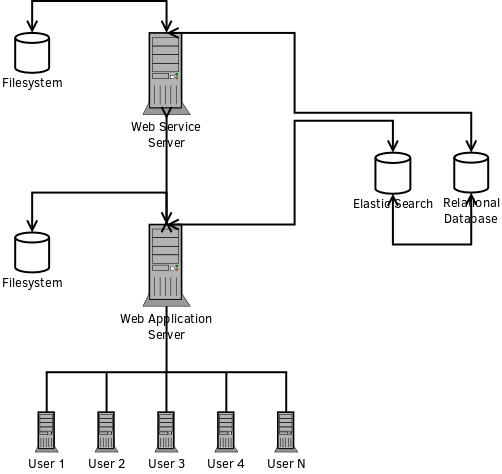 Filesystem
Web Service
Server
Elastic Search
Relational
Database
Filesystem
Web Application
Server
User 1
User 2
User 3
User 4
User N